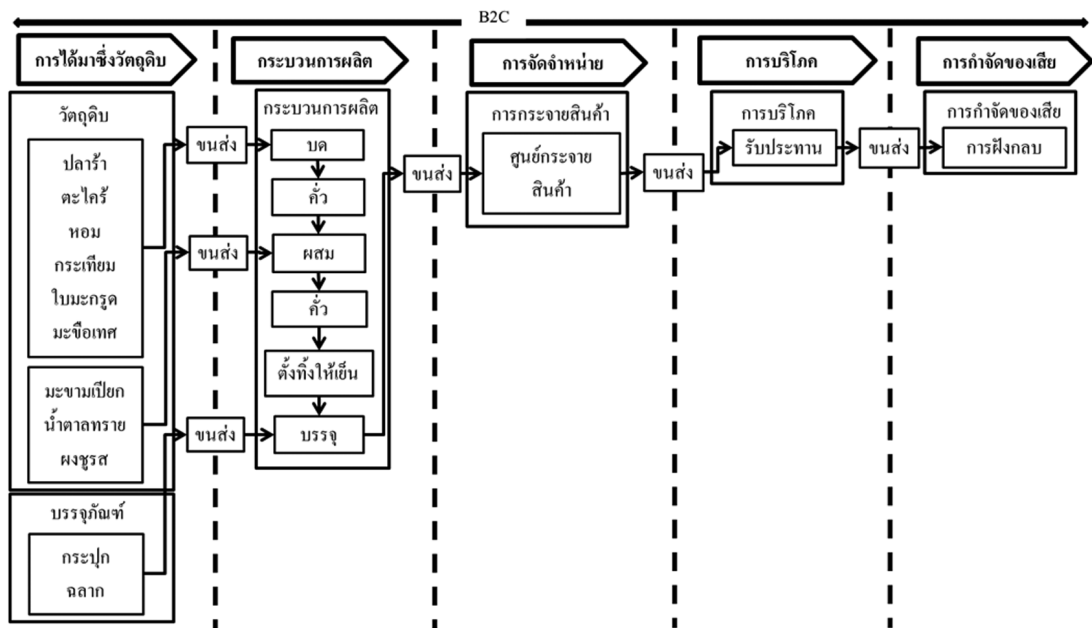 B2C
การได้มาซึ่งวัตถุดิบ
กระบวนการผลิต
การจัดจำหน่าย
การบริโภค
การกำจัดของเสีย
วัตถุดิบ
ปลาร้า
ตะไคร้
หอม
กระเทียม
ใบมะกรูด
มะขือเทศ
มะขามเปียก
น้ำตาลทราย
ผงชูรส
บรรจุภัณฑ์
กระปุก
ฉลาก
ขนส่ง
ขนส่ง
ขนส่ง
กระบวนการผลิต
บด
คั่ว
ผสม
คั่ว
ตั้งทิ้งให้เย็น
บรรจุ
ขนส่ง
การกระจายสินค้า
ศูนย์กระจาย
สินค้า
ขนส่ง
การบริโภค
รับประทาน
ขนส่ง
การกำจัดของเสีย
การฝังกลบ